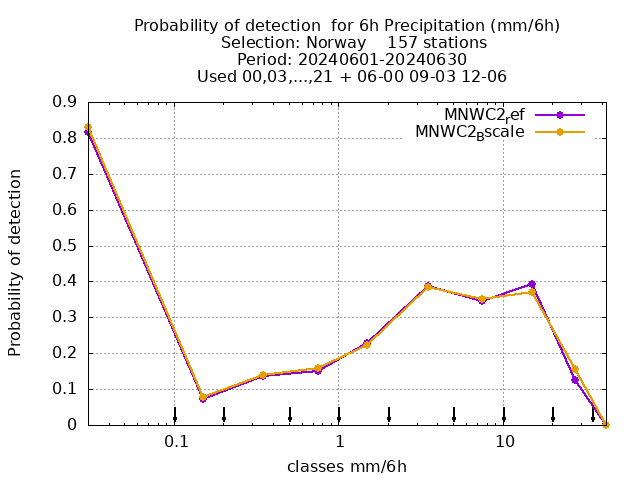 Probability of detection  for 6h Precipitation (mm/6h)
Selection: Norway    157 stations
Period: 20240601-20240630
Used 00,03,...,21 + 06-00 09-03 12-06
MNWC2ref
MNWC2Bscale
0.9
0.8
0.7
0.6
0.5
0.4
0.3
0.2
0.1
0
Probability of detection
0.1 1 10
classes mm/6h